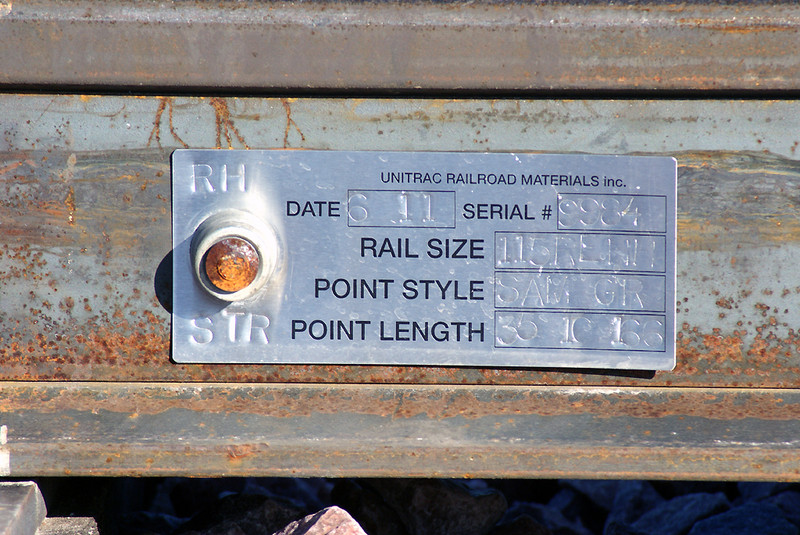 RH
UNITRAC RAILROAD MATERIALS inc.
DATE 6 11 SERIAL # 8984
RAIL SIZE 115RE HH
POINT STYLE SAM GR
STR POINT LENGTH